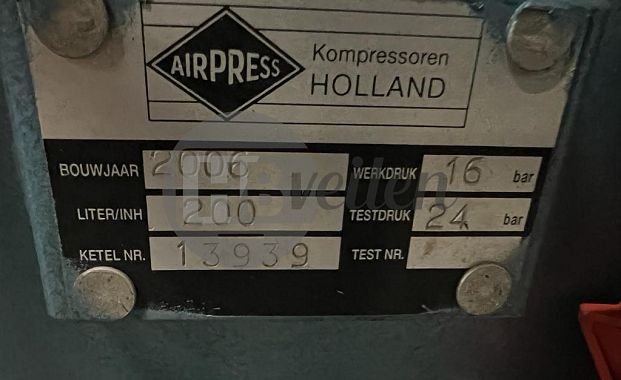 AIRPRESS
Kompressoren
HOLLAND
BOUWJAAR 2006 WERKDRUK 16 bar
LITER/INH 200 TESTDRUK 24 bar
KETEL NR. 13939 TEST NR.
veilen